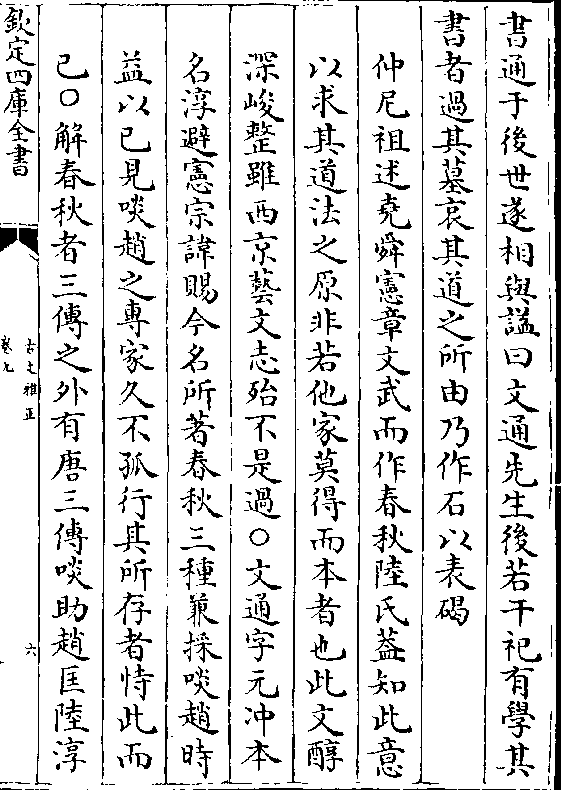 書通于後世遂相與諡曰文通先生後若干祀有學其
書者過其墓哀其道之所由乃作石以表碣
仲尼祖述堯舜憲章文武而作春秋陸氏蓋知此意
以求其道法之原非若他家莫得而本者也此文醇
深峻整雖西京藝文志殆不是過○文通字元冲本
名淳避憲宗諱賜今名所著春秋三種兼採啖趙時
益以己見啖趙之專家久不孤行其所存者恃此而
已○解春秋者三傳之外有唐三傳啖助趙匡陸淳
欽定四庫全書
古文雅正
卷九
六